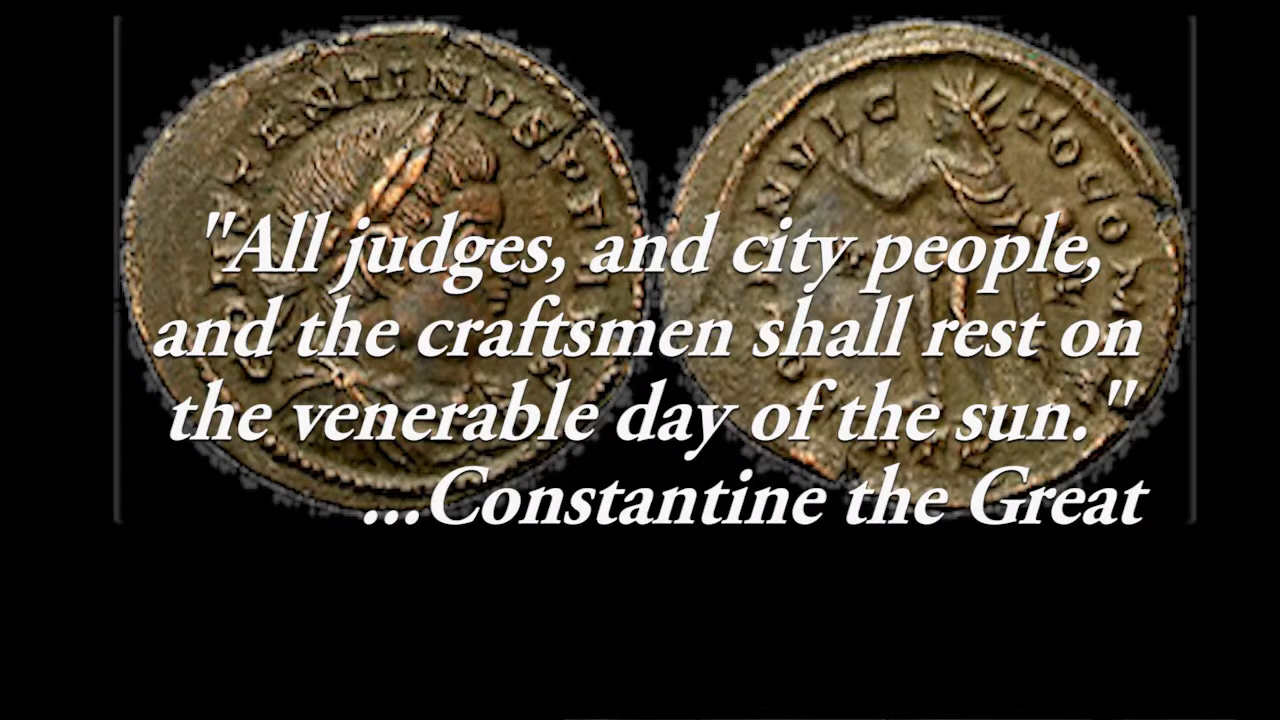 "All judges, and city people,
and the craftsmen shall rest on
the venerable day of the sun."
...Constantine the Great